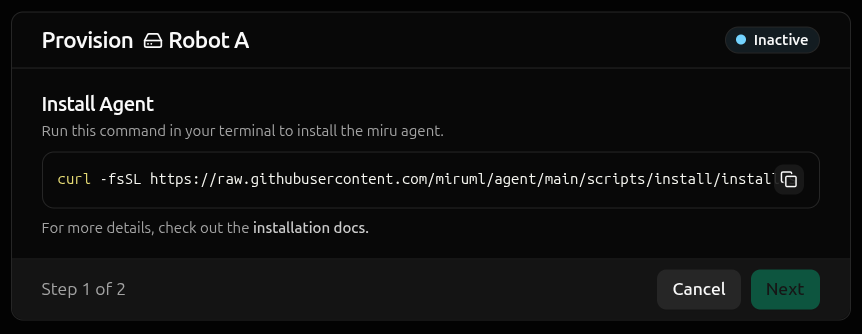 Provision Robot A
Inactive
Install Agent
Run this command in your terminal to install the miru agent.
curl -fsSL https://raw.githubusercontent.com/miruml/agent/main/scripts/install/install
For more details, check out the installation docs.
Step 1 of 2
Cancel
Next